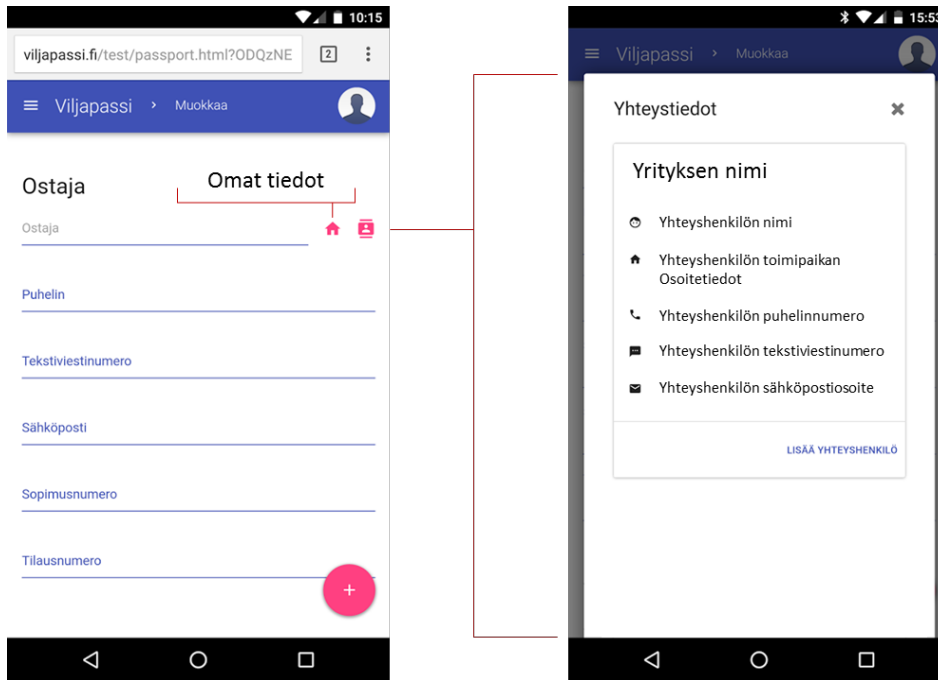 10:15
viljapassi.fi/test/passport.html?ODQzNE
2
Viljapassi › Muokkaa
Ostaja
Omat tiedot
Ostaja
Puhelin
Tekstiviestinumero
Sähköposti
Sopimusnumero
Tilausnumero
+
15:53
Viljapassi › Muokkaa
Yhteystiedot
Yrityksen nimi
Yhteyshenkilön nimi
Yhteyshenkilön toimipaikan
Osoitetiedot
Yhteyshenkilön puhelinnumero
Yhteyshenkilön tekstiviestinumero
Yhteyshenkilön sähköpostiosoite
LISÄÄ YHTEYSHENKILÖ